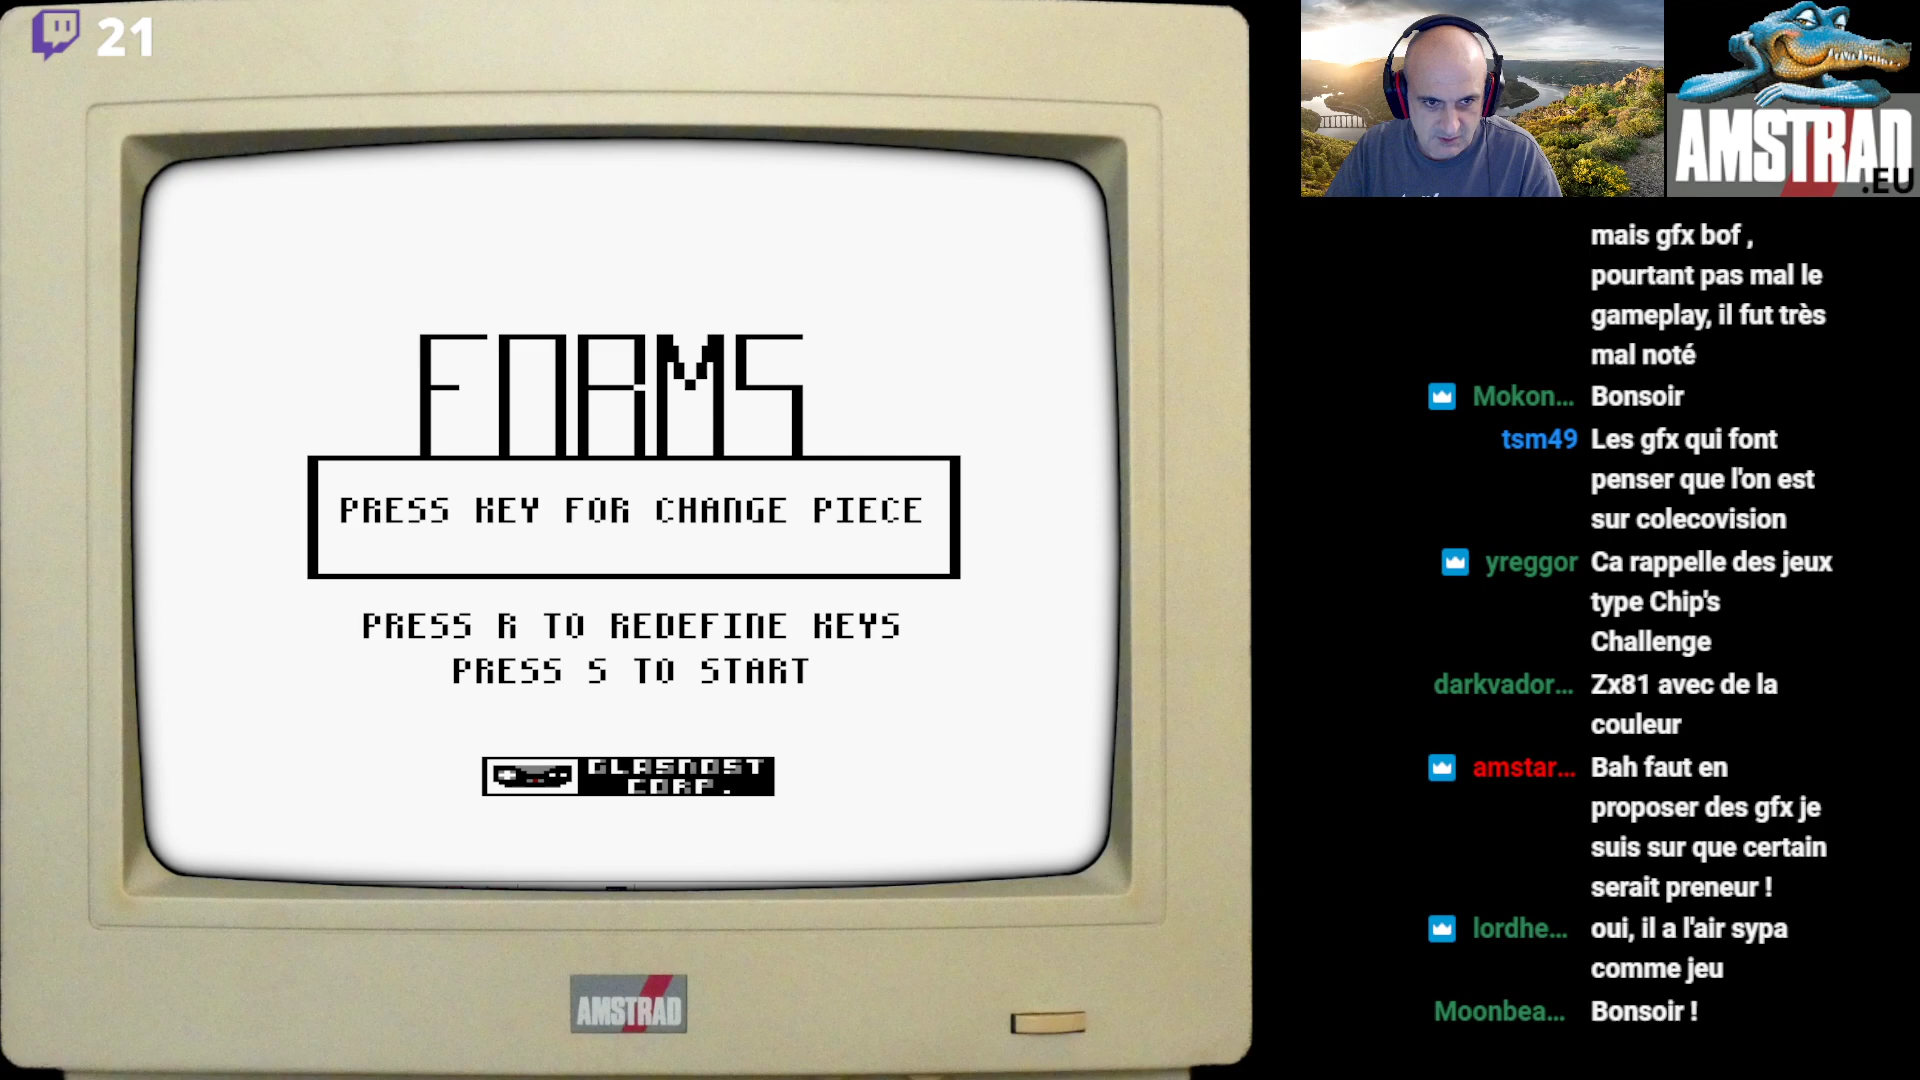 21
FORMS
PRESS KEY FOR CHANGE PIECE
PRESS R TO REDEFINE KEYS
PRESS S TO START
GLASNOST
CORP.
AMSTRAD
AMSTRAD
.EU
mais gfx bof ,
pourtant pas mal le
gameplay, il fut très
mal noté
Mokon... Bonsoir
tsm49 Les gfx qui font
penser que l'on est
sur colecovision
yreggor Ca rappelle des jeux
type Chip's
Challenge
darkvador... Zx81 avec de la
couleur
amstar... Bah faut en
proposer des gfx je
suis sur que certain
serait preneur !
lordhe... oui, il a l'air sypa
comme jeu
Moonbea... Bonsoir !